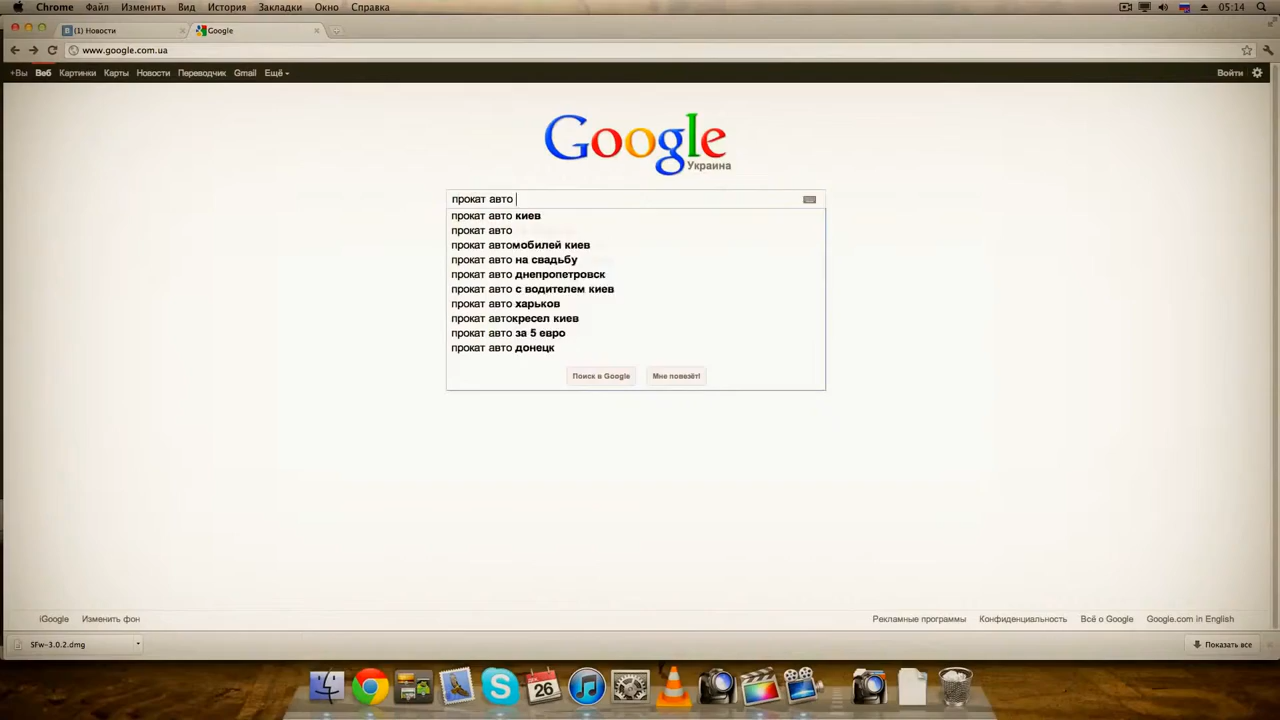 Chrome Файл Изменить Вид История Закладки Окно Справка 05:14
(1) Новости Google
www.google.com.ua
+Вы Веб Картинки Карты Новости Переводчик Gmail Ещё Войти
Google
Украина
прокат авто
прокат авто киев
прокат авто
прокат автомобилей киев
прокат авто на свадьбу
прокат авто днепропетровск
прокат авто с водителем киев
прокат авто харьков
прокат автокресел киев
прокат авто за 5 евро
прокат авто донецк
Поиск в Google Мне повезёт!
iGoogle Изменить фон Рекламные программы Конфиденциальность Всё о Google Google.com in English
SFw-3.0.2.dmg Показать все
26